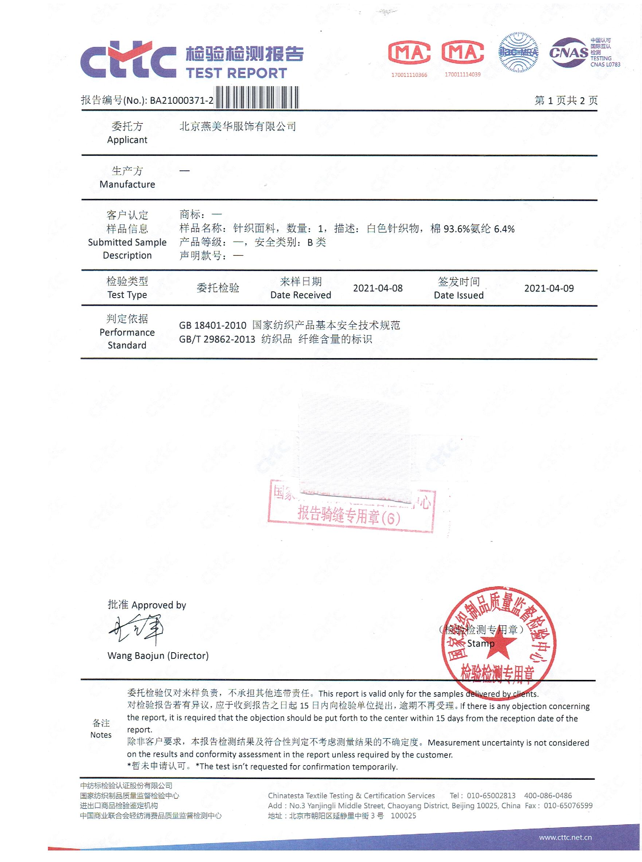 cttc 检验检测报告
TEST REPORT
MA
170011110366
MA
170011114039
ilac-MRA
CNAS
中国认可
国际互认
检测
TESTING
CNAS L0783
报告编号(No.): BA21000371-2
第 1 页共 2 页
委托方
Applicant
北京燕美华服饰有限公司
生产方
Manufacture
—
客户认定
样品信息
Submitted Sample
Description
商标: —
样品名称: 针织面料, 数量: 1, 描述: 白色针织物, 棉 93.6%氨纶 6.4%
产品等级: —, 安全类别: B 类
声明款号: —
检验类型
Test Type
委托检验
来样日期
Date Received
2021-04-08
签发时间
Date Issued
2021-04-09
判定依据
Performance
Standard
GB 18401-2010 国家纺织产品基本安全技术规范
GB/T 29862-2013 纺织品 纤维含量的标识
国家 中心
报告骑缝专用章(6)
批准 Approved by
Wang Baojun (Director)
国家纺织制品质量监督检验中心
(检验检测专用章)
Stamp
检验检测专用章
备注
Notes
委托检验仅对来样负责, 不承担其他连带责任。This report is valid only for the samples delivered by clients.
对检验报告若有异议, 应于收到报告之日起 15 日内向检验单位提出, 逾期不再受理。If there is any objection concerning
the report, it is required that the objection should be put forth to the center within 15 days from the reception date of the
report.
除非客户要求, 本报告检测结果及符合性判定不考虑测量结果的不确定度。Measurement uncertainty is not considered
on the results and conformity assessment in the report unless required by the customer.
*暂未申请认可。*The test isn't requested for confirmation temporarily.
中纺标检验认证股份有限公司
国家纺织制品质量监督检验中心
进出口商品检验鉴定机构
中国商业联合会轻纺消费品质量监督检测中心
Chinatesta Textile Testing & Certification Services Tel: 010-65002813 400-086-0486
Add: No.3 Yanjingli Middle Street, Chaoyang District, Beijing 10025, China Fax: 010-65076599
地址: 北京市朝阳区延静里中街 3 号 100025
www.cttc.net.cn